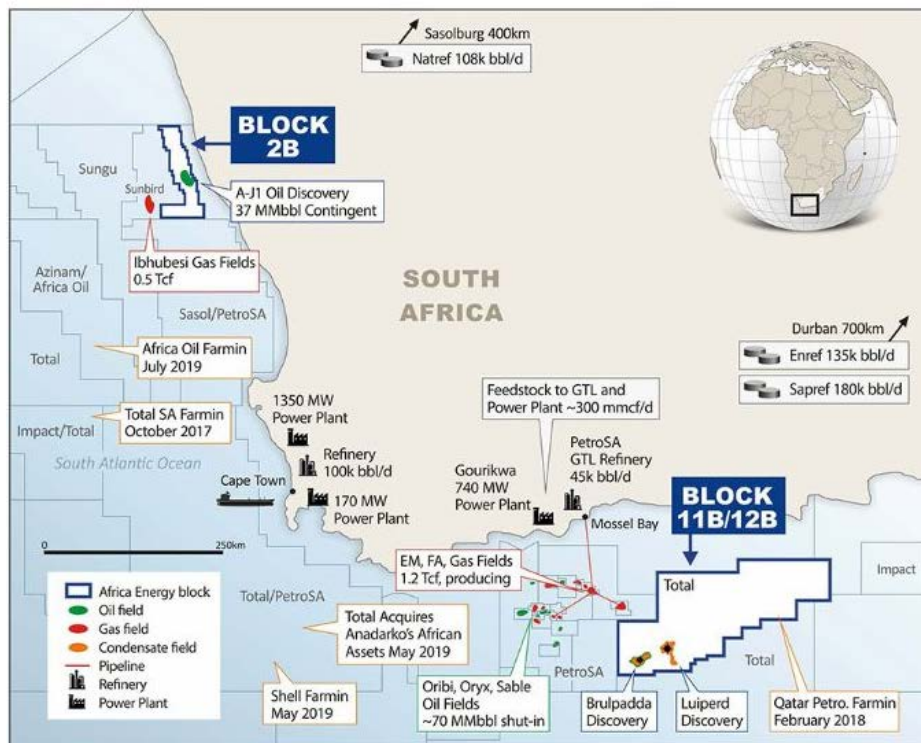 Sasolburg 400km
Natref 108k bbl/d
BLOCK
2B
Sungu
Sunbird
A-J1 Oil Discovery
37 MMbbl Contingent
Ibhubesi Gas Fields
0.5 Tcf
Azinam/
Africa Oil
SOUTH
AFRICA
Sasol/PetroSA
Total
Africa Oil Farmin
July 2019
Durban 700km
Enref 135k bbl/d
Sapref 180k bbl/d
Total SA Farmin
October 2017
Impact/Total
South Atlantic Ocean
1350 MW
Power Plant
Refinery
100k bbl/d
Cape Town
170 MW
Power Plant
Feedstock to GTL and
Power Plant ~300 mmcf/d
PetroSA
GTL Refinery
45k bbl/d
Gourikwa
740 MW
Power Plant
Mossel Bay
BLOCK
11B/12B
0
250km
EM, FA, Gas Fields
1.2 Tcf, producing
Total
Impact
Africa Energy block
Oil field
Gas field
Condensate field
Pipeline
Refinery
Power Plant
Total/PetroSA
Total Acquires
Anadarko's African
Assets May 2019
Shell Farmin
May 2019
Oribi, Oryx, Sable
Oil Fields
~70 MMbbl shut-in
PetroSA
Brulpadda
Discovery
Luiperd
Discovery
Total
Qatar Petro. Farmin
February 2018